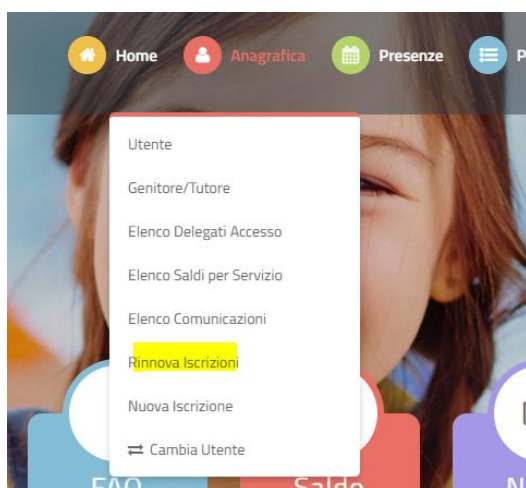 Home Anagrafica Presenze P
Utente
Genitore/Tutore
Elenco Delegati Accesso
Elenco Saldi per Servizio
Elenco Comunicazioni
Rinnova Iscrizioni
Nuova Iscrizione
Cambia Utente
FAQ Saldo N